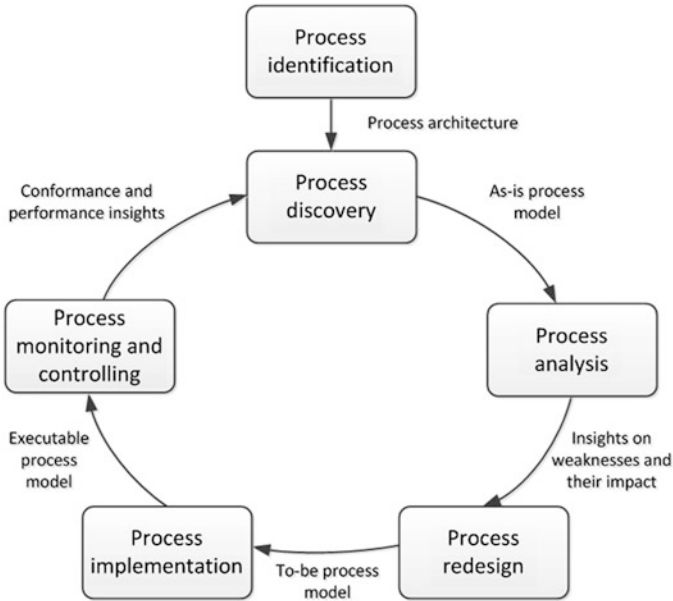 Process
identification
Process architecture
Process
discovery
As-is process
model
Process
analysis
Insights on
weaknesses and
their impact
Process
redesign
To-be process
model
Process
implementation
Executable
process
model
Process
monitoring and
controlling
Conformance and
performance insights